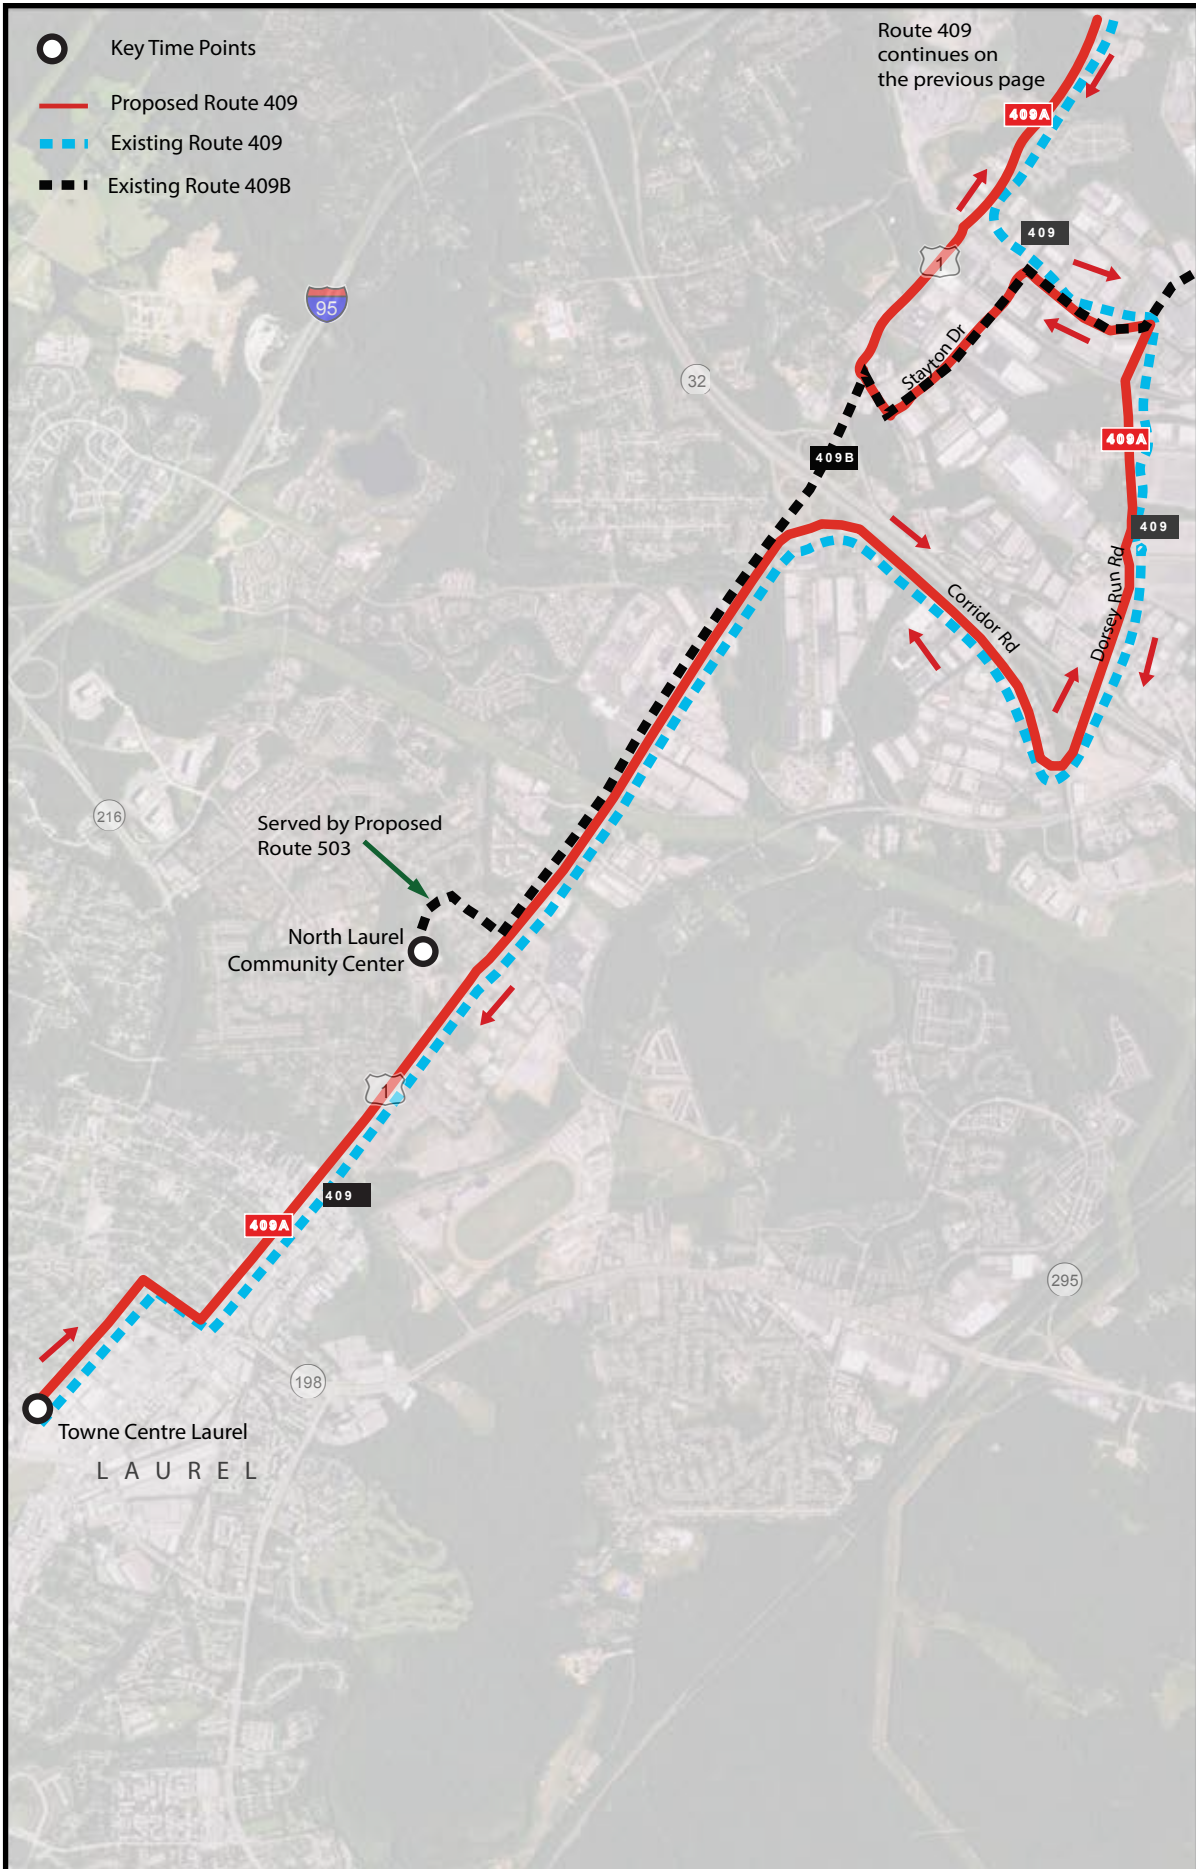 Key Time Points
Proposed Route 409
Existing Route 409
Existing Route 409B
Route 409
continues on
the previous page
409A
409
1
95
Stayton Dr
32
409A
409B
409
Corridor Rd
Dorsey Run Rd
216
Served by Proposed
Route 503
North Laurel
Community Center
1
409
409A
295
198
Towne Centre Laurel
LAUREL